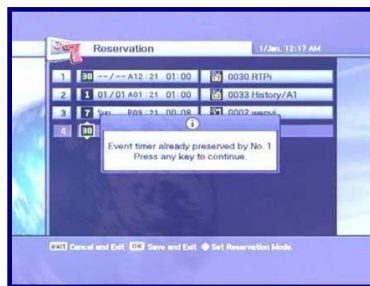 Reservation
1/Jan. 12:17 AM
1 30 --/-- A12:21 01:00 0030 RTPi
2 1 01/01 A01:21 01:00 0033 History/A1
3 7 Sun P09:21 00:08 0002
4 30
Event timer already preserved by No. 1
Press any key to continue.
exit Cancel and Exit OK Save and Exit Set Reservation Mode.